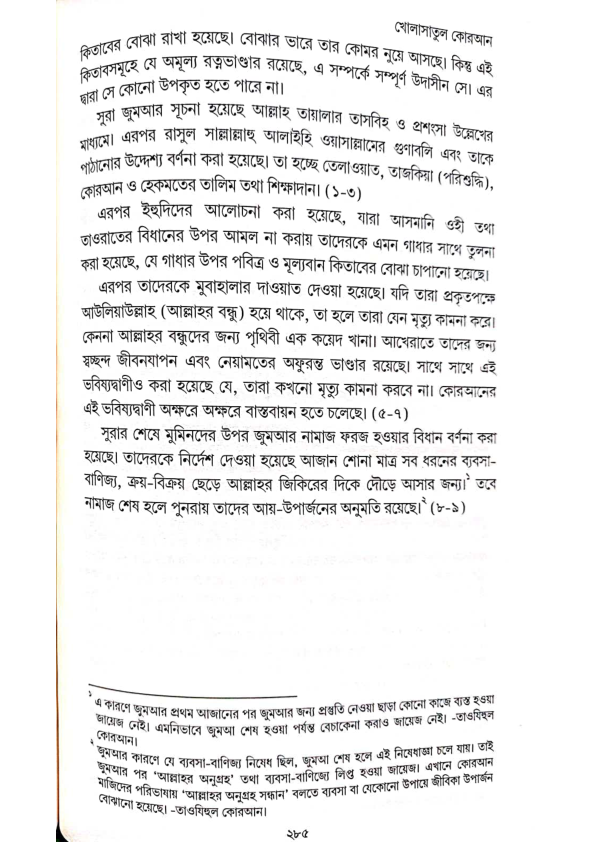 খোলাসাতুল কোরআন
কিতাবের বোঝা রাখা হয়েছে। বোঝার ভারে তার কোমর নুয়ে আসছে। কিন্তু এই
কিতাবসমূহে যে অমূল্য রত্নভাণ্ডার রয়েছে, এ সম্পর্কে সম্পূর্ণ উদাসীন সে। এর
দ্বারা সে কোনো উপকৃত হতে পারে না।
সুরা জুমআর সূচনা হয়েছে আল্লাহ তায়ালার তাসবিহ ও প্রশংসা উল্লেখের
মাধ্যমে। এরপর রাসুল সাল্লাল্লাহু আলাইহি ওয়াসাল্লামের গুণাবলি এবং তাকে
পাঠানোর উদ্দেশ্য বর্ণনা করা হয়েছে। তা হচ্ছে তেলাওয়াত, তাজকিয়া (পরিশুদ্ধি),
কোরআন ও হেকমতের তালিম তথা শিক্ষাদান। (১-৩)
এরপর ইহুদিদের আলোচনা করা হয়েছে, যারা আসমানি ওহী তথা
তাওরাতের বিধানের উপর আমল না করায় তাদেরকে এমন গাধার সাথে তুলনা
করা হয়েছে, যে গাধার উপর পবিত্র ও মূল্যবান কিতাবের বোঝা চাপানো হয়েছে।
এরপর তাদেরকে মুবাহালার দাওয়াত দেওয়া হয়েছে। যদি তারা প্রকৃতপক্ষে
আউলিয়াউল্লাহ (আল্লাহর বন্ধু) হয়ে থাকে, তা হলে তারা যেন মৃত্যু কামনা করে।
কেননা আল্লাহর বন্ধুদের জন্য পৃথিবী এক কয়েদ খানা। আখেরাতে তাদের জন্য
স্বচ্ছন্দ জীবনযাপন এবং নেয়ামতের অফুরন্ত ভাণ্ডার রয়েছে। সাথে সাথে এই
ভবিষ্যদ্বাণীও করা হয়েছে যে, তারা কখনো মৃত্যু কামনা করবে না। কোরআনের
এই ভবিষ্যদ্বাণী অক্ষরে অক্ষরে বাস্তবায়ন হতে চলেছে। (৫-৭)
সুরার শেষে মুমিনদের উপর জুমআর নামাজ ফরজ হওয়ার বিধান বর্ণনা করা
হয়েছে। তাদেরকে নির্দেশ দেওয়া হয়েছে আজান শোনা মাত্র সব ধরনের ব্যবসা-
বাণিজ্য, ক্রয়-বিক্রয় ছেড়ে আল্লাহর জিকিরের দিকে দৌড়ে আসার জন্য।১ তবে
নামাজ শেষ হলে পুনরায় তাদের আয়-উপার্জনের অনুমতি রয়েছে।২ (৮-৯)
১ এ কারণে জুমআর প্রথম আজানের পর জুমআর জন্য প্রস্তুতি নেওয়া ছাড়া কোনো কাজে ব্যস্ত হওয়া
জায়েজ নেই। এমনিভাবে জুমআ শেষ হওয়া পর্যন্ত বেচাকেনা করাও জায়েজ নেই। -তাওযিহুল
কোরআন।
২ জুমআর কারণে যে ব্যবসা-বাণিজ্য নিষেধ ছিল, জুমআ শেষ হলে এই নিষেধাজ্ঞা চলে যায়। তাই
জুমআর পর ‘আল্লাহর অনুগ্রহ’ তথা ব্যবসা-বাণিজ্যে লিপ্ত হওয়া জায়েজ। এখানে কোরআন
মাজিদের পরিভাষায় ‘আল্লাহর অনুগ্রহ সন্ধান’ বলতে ব্যবসা বা যেকোনো উপায়ে জীবিকা উপার্জন
বোঝানো হয়েছে। -তাওযিহুল কোরআন।
২৮৫